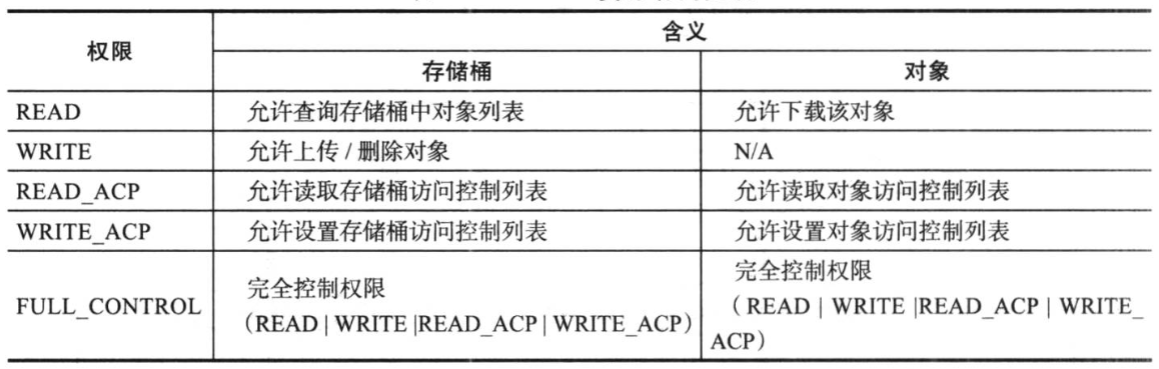 权限
含义
存储桶
对象
READ
允许查询存储桶中对象列表
允许下载该对象
WRITE
允许上传 / 删除对象
N/A
READ_ACP
允许读取存储桶访问控制列表
允许读取对象访问控制列表
WRITE_ACP
允许设置存储桶访问控制列表
允许设置对象访问控制列表
FULL_CONTROL
完全控制权限
（READ | WRITE |READ_ACP | WRITE_ACP）
完全控制权限
（ READ | WRITE |READ_ACP | WRITE_
ACP）